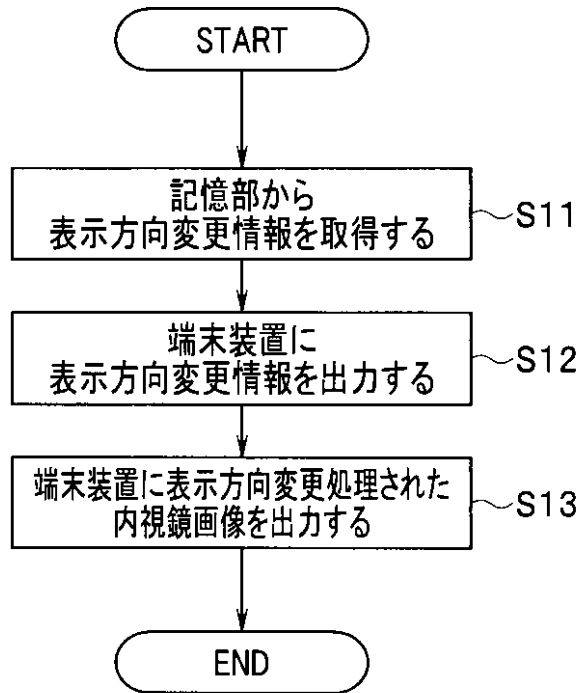 START
記憶部から
表示方向変更情報を取得する
S11
端末装置に
表示方向変更情報を出力する
S12
端末装置に表示方向変更処理された
内視鏡画像を出力する
S13
END